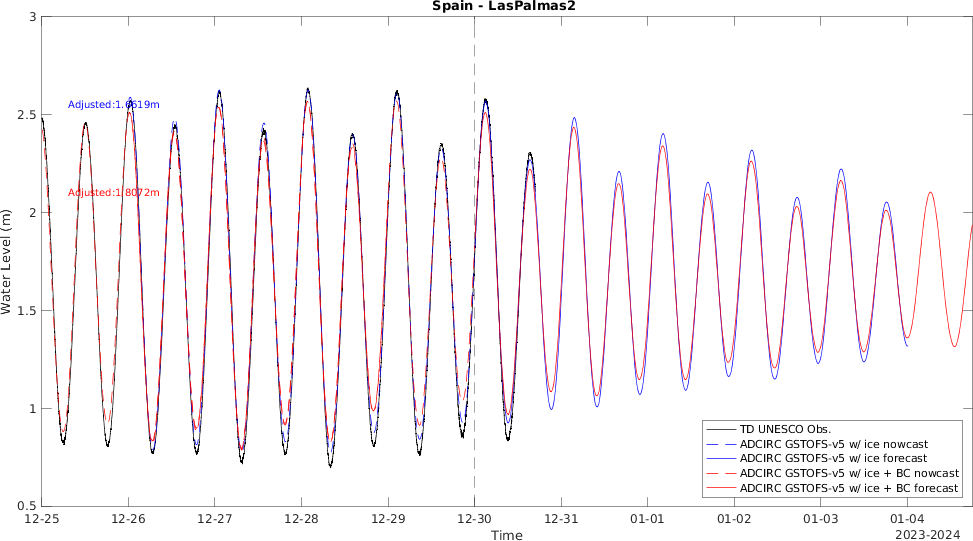 Spain - LasPalmas2
3
2.5
2
1.5
1
0.5
Water Level (m)
Adjusted:1.6619m
Adjusted:1.8072m
TD UNESCO Obs.
ADCIRC GSTOFS-v5 w/ ice nowcast
ADCIRC GSTOFS-v5 w/ ice forecast
ADCIRC GSTOFS-v5 w/ ice + BC nowcast
ADCIRC GSTOFS-v5 w/ ice + BC forecast
12-25 12-26 12-27 12-28 12-29 12-30 12-31 01-01 01-02 01-03 01-04
Time
2023-2024